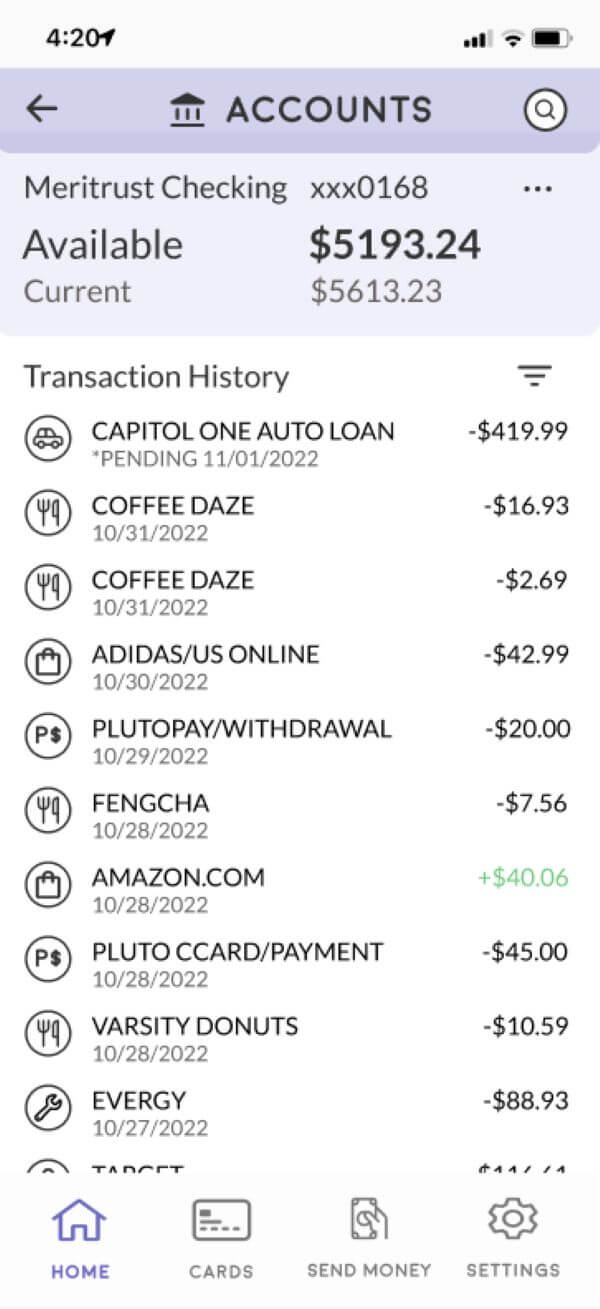 4:20
ACCOUNTS
Meritrust Checking xxx0168 ...
Available $5193.24
Current $5613.23
Transaction History
CAPITOL ONE AUTO LOAN -$419.99
*PENDING 11/01/2022
COFFEE DAZE -$16.93
10/31/2022
COFFEE DAZE -$2.69
10/31/2022
ADIDAS/US ONLINE -$42.99
10/30/2022
P$ PLUTOPAY/WITHDRAWAL -$20.00
10/29/2022
FENGCHA -$7.56
10/28/2022
AMAZON.COM +$40.06
10/28/2022
P$ PLUTO CCARD/PAYMENT -$45.00
10/28/2022
VARSITY DONUTS -$10.59
10/28/2022
EVERGY -$88.93
10/27/2022
TARGET
HOME CARDS SEND MONEY SETTINGS